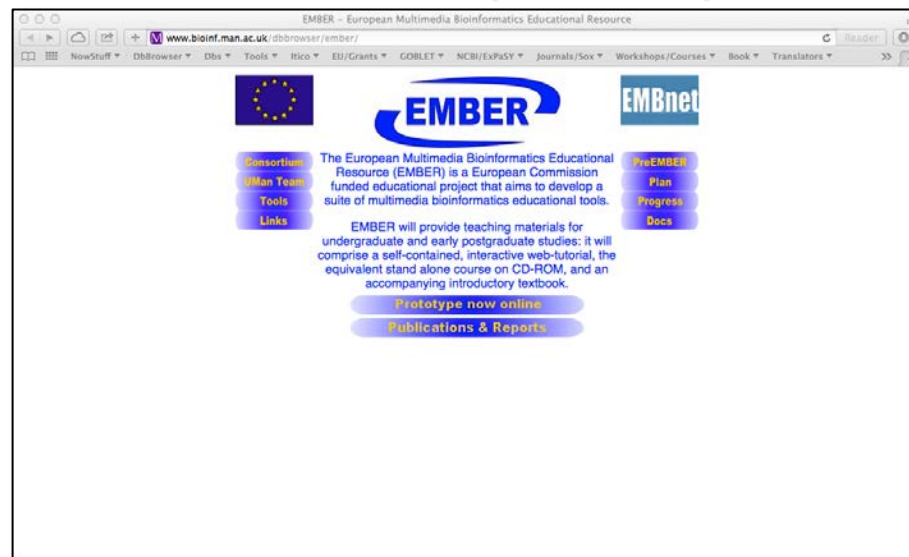 EMBER – European Multimedia Bioinformatics Educational Resource
www.bioinf.man.ac.uk/dbbrowser/ember/
Reader
NowStuff DbBrowser Dbs Tools Itico EU/Grants GOBLET NCBI/ExPaSY Journals/Sox Workshops/Courses Book Translators
EMBER
EMBnet
Consortium
UMan Team
Tools
Links
The European Multimedia Bioinformatics Educational
Resource (EMBER) is a European Commission
funded educational project that aims to develop a
suite of multimedia bioinformatics educational tools.
EMBER will provide teaching materials for
undergraduate and early postgraduate studies: it will
comprise a self-contained, interactive web-tutorial, the
equivalent stand alone course on CD-ROM, and an
accompanying introductory textbook.
PreEMBER
Plan
Progress
Docs
Prototype now online
Publications & Reports